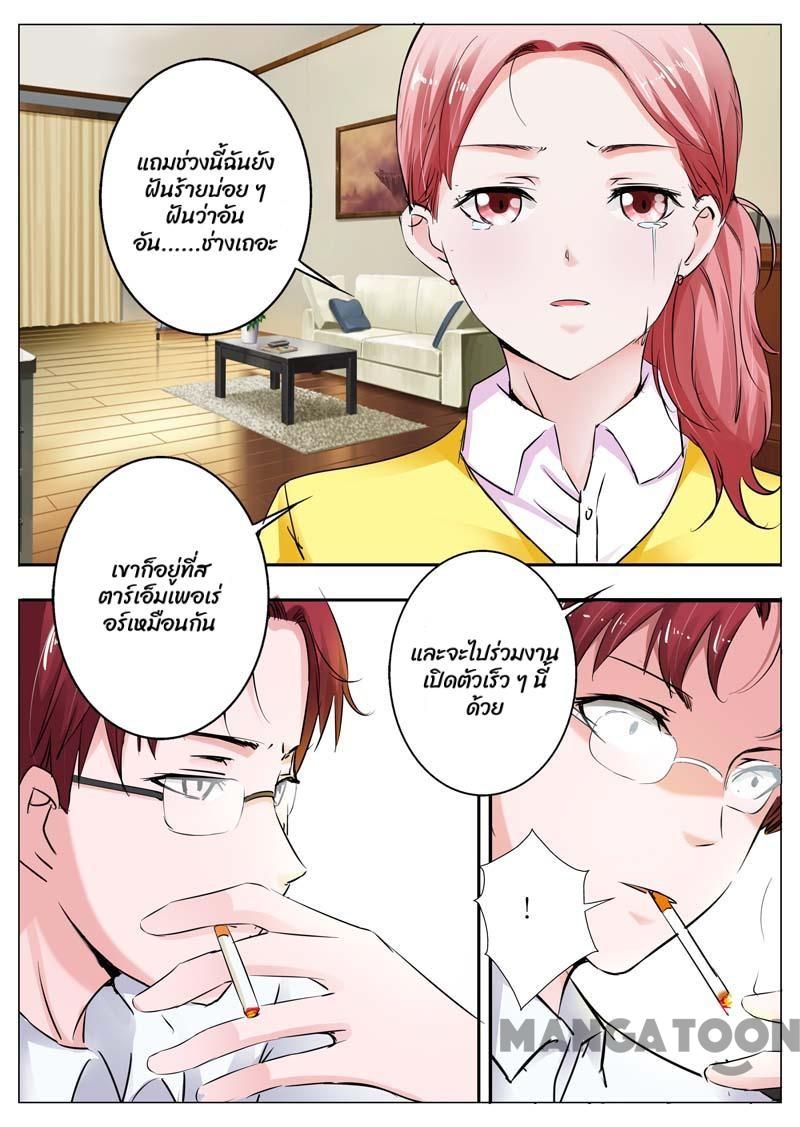 แถมช่วงนี้ฉันยัง
ฝันร้ายบ่อย ๆ
ฝันว่าอัน
อัน......ช่างเถอะ
เขาก็อยู่ที่ส
ตาร์เอ็มเพอเร่
อร์เหมือนกัน
และจะไปร่วมงาน
เปิดตัวเร็ว ๆ นี้
ด้วย
!
MANGATOON